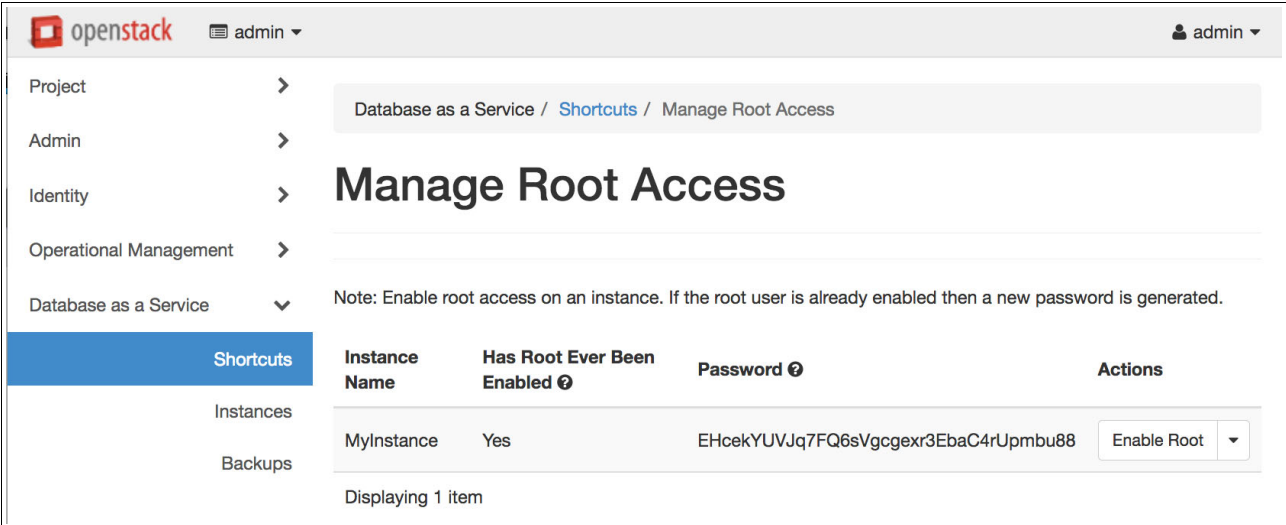 openstack admin admin
Project
Admin
Identity
Operational Management
Database as a Service
Shortcuts
Instances
Backups
Database as a Service / Shortcuts / Manage Root Access
Manage Root Access
Note: Enable root access on an instance. If the root user is already enabled then a new password is generated.
Instance Name Has Root Ever Been Enabled Password Actions
MyInstance Yes EHcekYUVJq7FQ6sVgcgexr3EbaC4rUpmbu88 Enable Root
Displaying 1 item